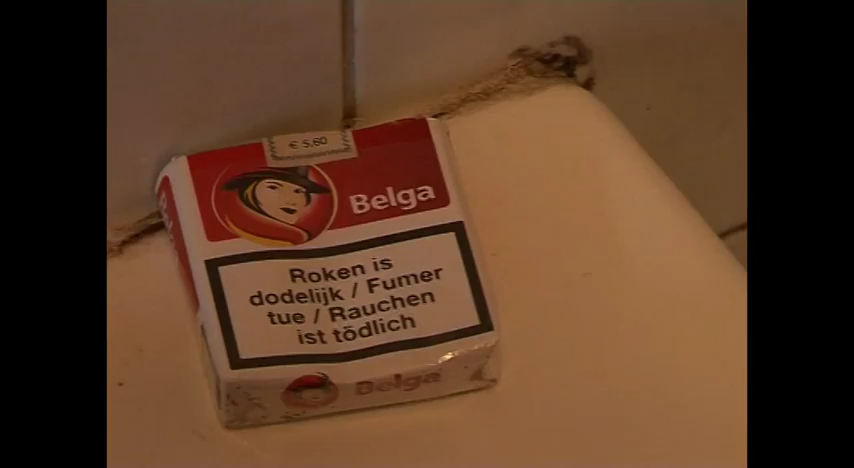 € 5,60
Belga
Roken is
dodelijk / Fumer
tue / Rauchen
ist tödlich
Belga